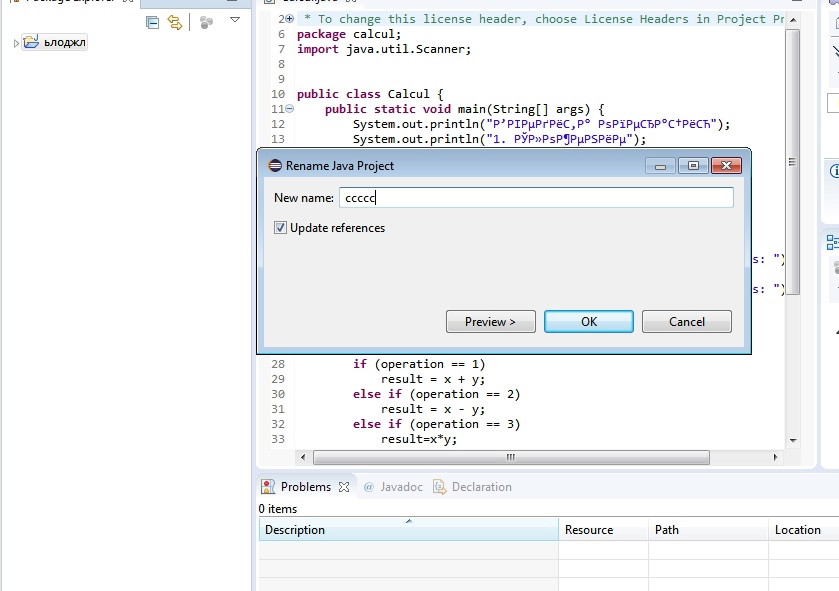 ьлоджл
2 * To change this license header, choose License Headers in Project Pr
6 package calcul;
7 import java.util.Scanner;
8
9
10 public class Calcul {
11 public static void main(String[] args) {
12 System.out.println("Р’РІРµРґРёС‚Рµ РѕРїРµСЂР°С†РёСЋ");
13 System.out.println("1. РЎР»РѕР¶РµРЅРёРµ");
Rename Java Project
New name: ccccc
Update references
s: ")
s: ")
Preview > OK Cancel
28 if (operation == 1)
29 result = x + y;
30 else if (operation == 2)
31 result = x - y;
32 else if (operation == 3)
33 result=x*y;
Problems @ Javadoc Declaration
0 items
Description Resource Path Location